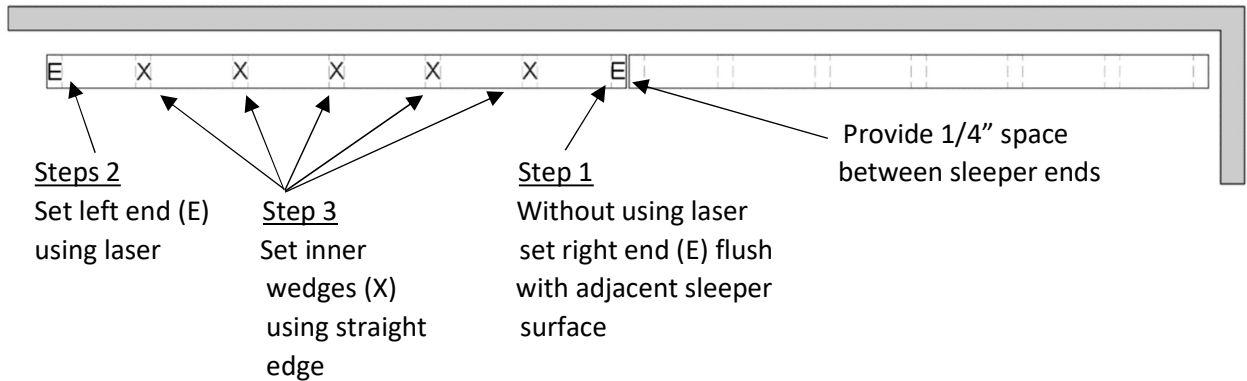 E X X X X X E
Provide 1/4” space
between sleeper ends
Steps 2
Set left end (E)
using laser
Step 3
Set inner
wedges (X)
using straight
edge
Step 1
Without using laser
set right end (E) flush
with adjacent sleeper
surface